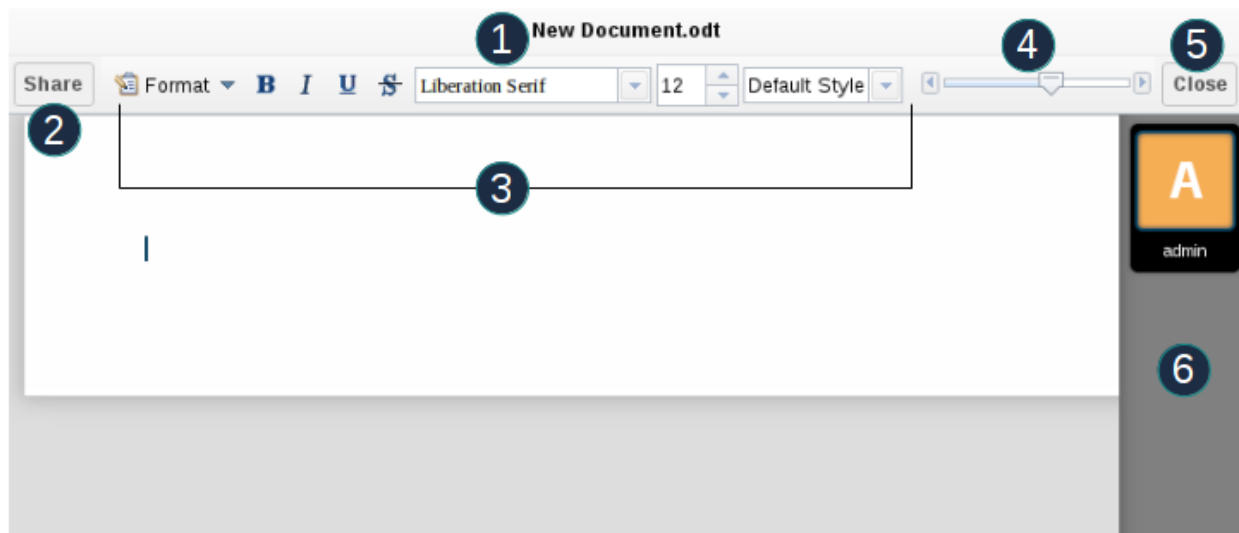 1 New Document.odt
4 5
Share Format B I U S Liberation Serif 12 Default Style Close
2
3
A
admin
6